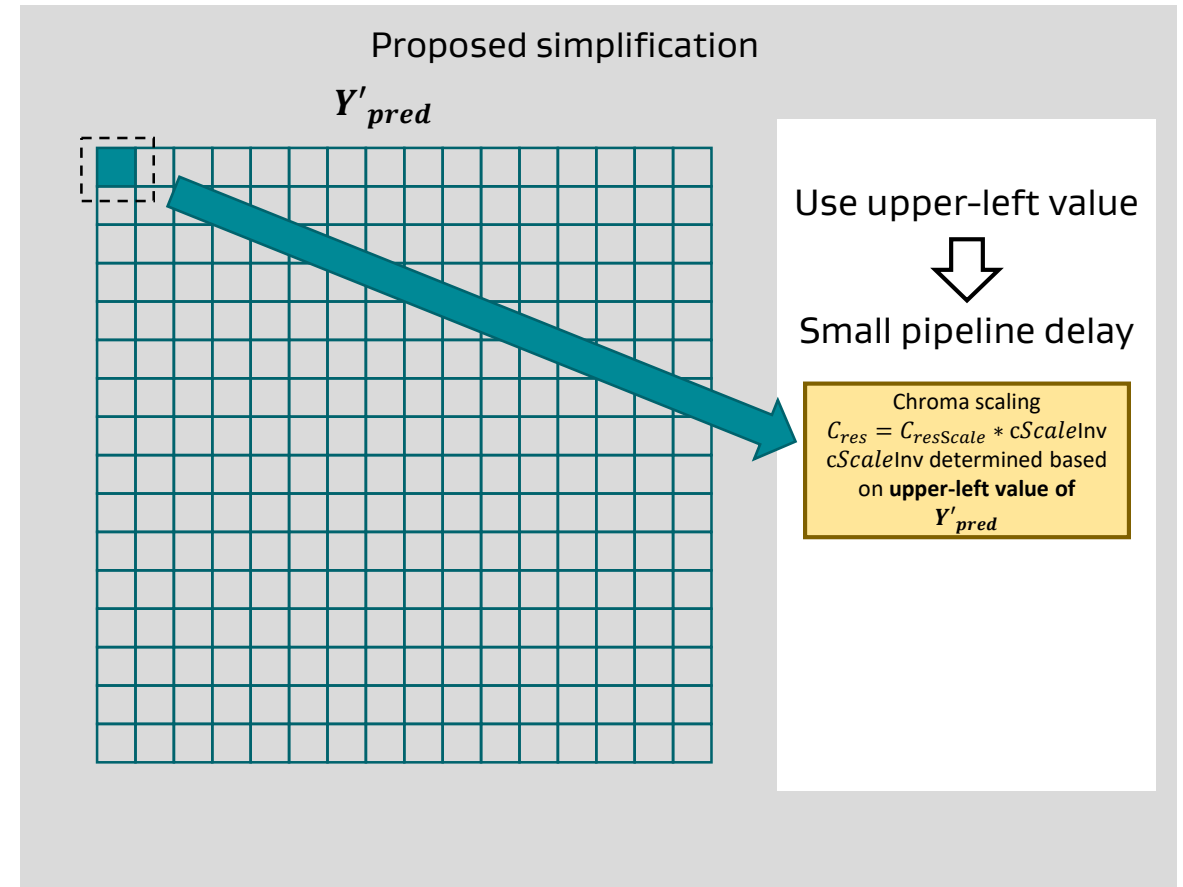 Proposed simplification
Y′pred
Use upper-left value
Small pipeline delay
Chroma scaling
Cres = CresScale ∗ cScaleInv
cScaleInv determined based
on upper-left value of
Y′pred